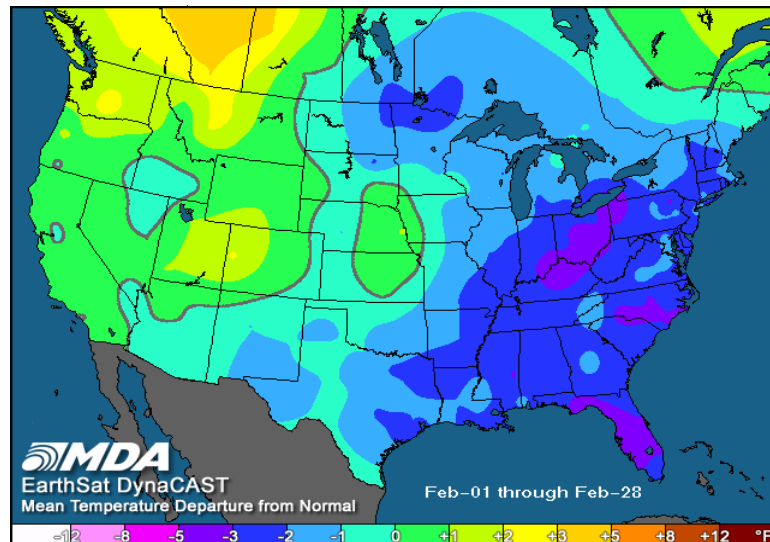 MDA
EarthSat DynaCAST
Mean Temperature Departure from Normal
Feb-01 through Feb-28
-12 -8 -5 -3 -2 -1 0 +1 +2 +3 +5 +8 +12 °F